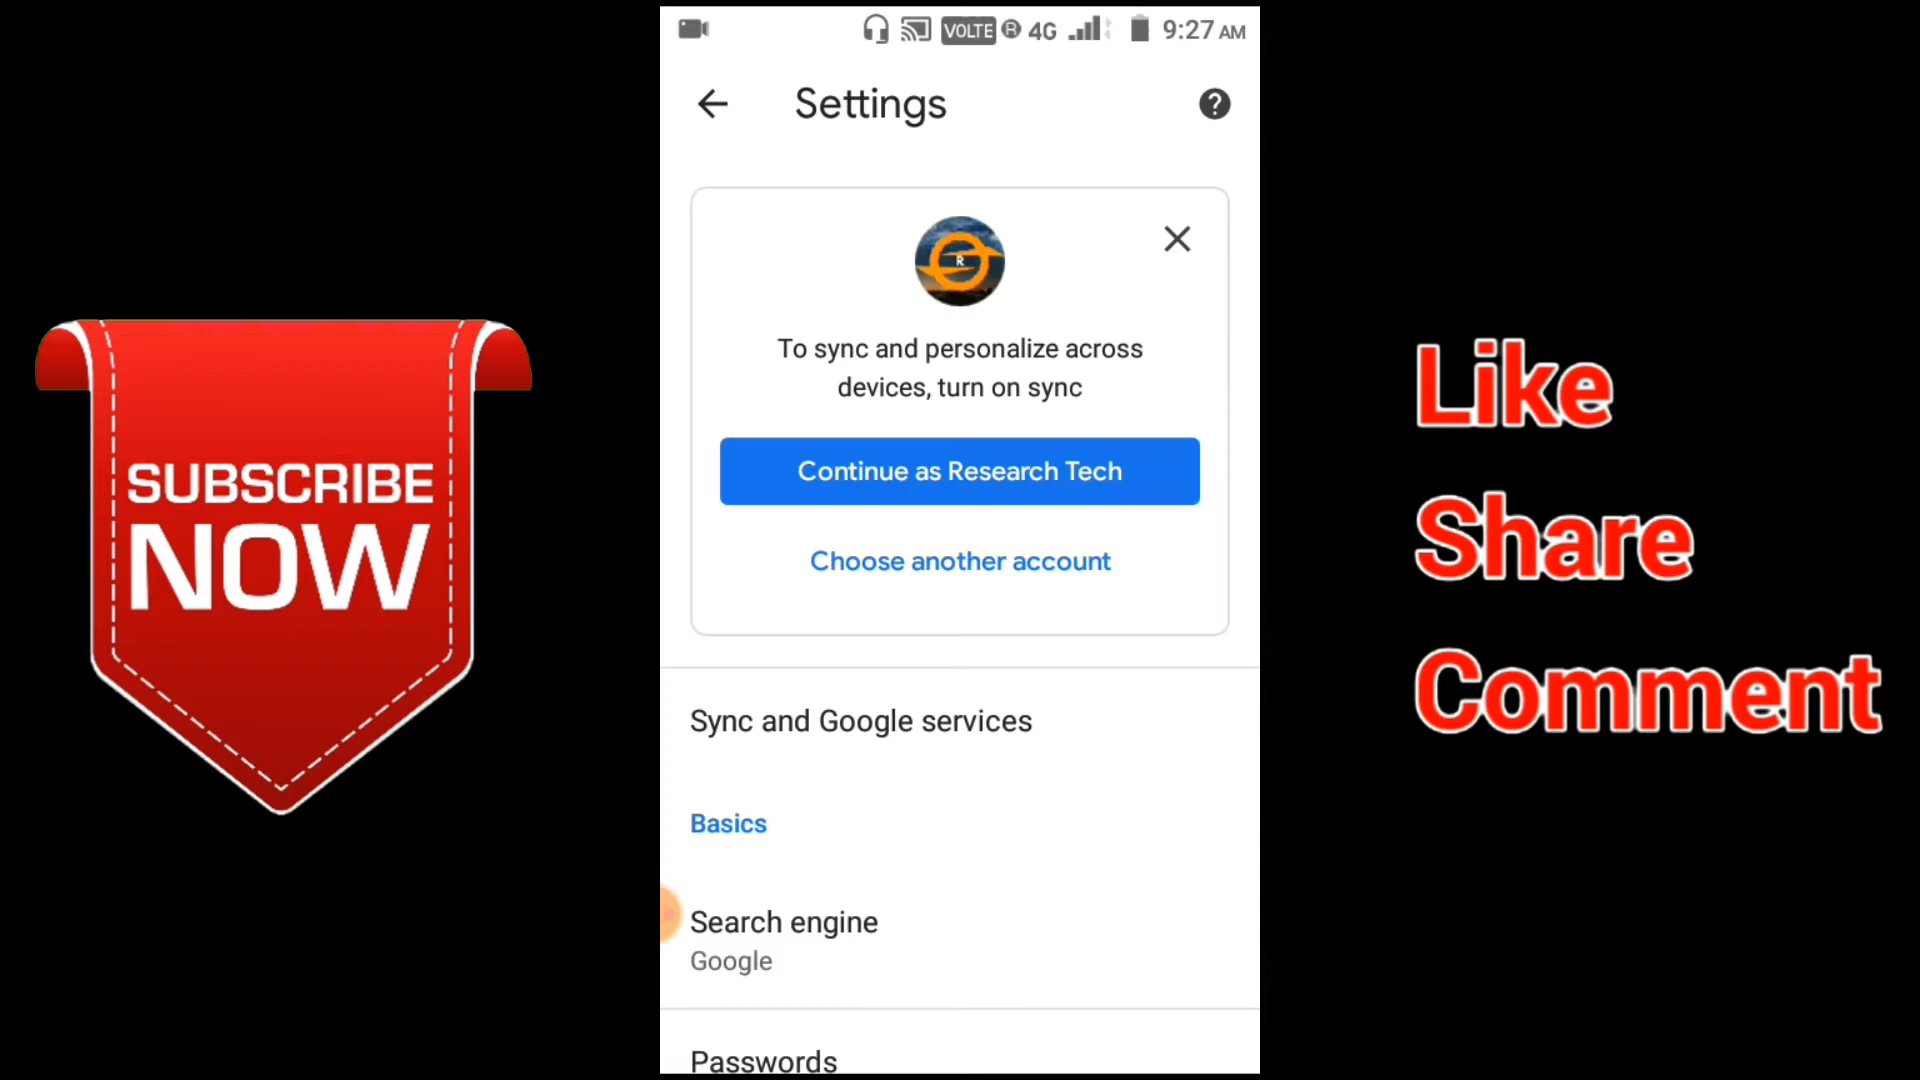 VOLTE R 4G 9:27 AM
Settings
R
To sync and personalize across
devices, turn on sync
Continue as Research Tech
Choose another account
Sync and Google services
Basics
Search engine
Google
Passwords
SUBSCRIBE
NOW
Like
Share
Comment